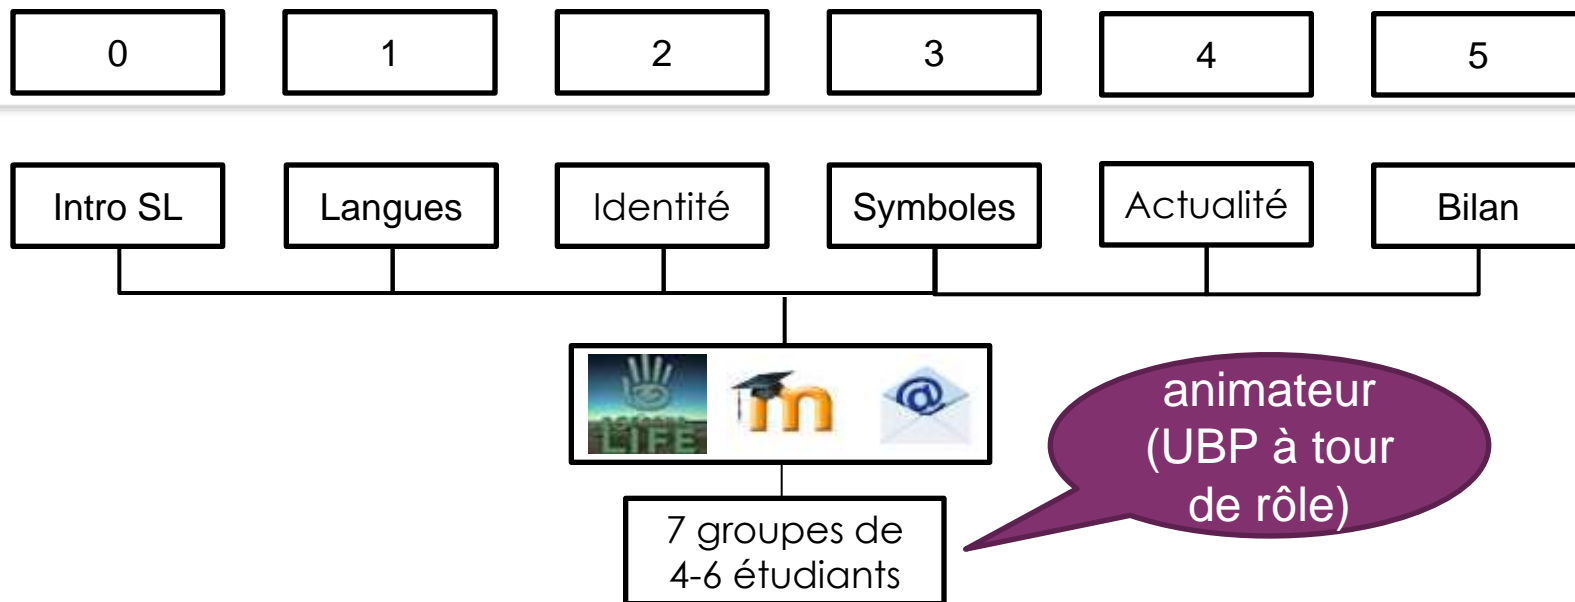 0
1
2
3
4
5
Intro SL
Langues
Identité
Symboles
Actualité
Bilan
LIFE
m
@
animateur
(UBP à tour
de rôle)
7 groupes de
4-6 étudiants